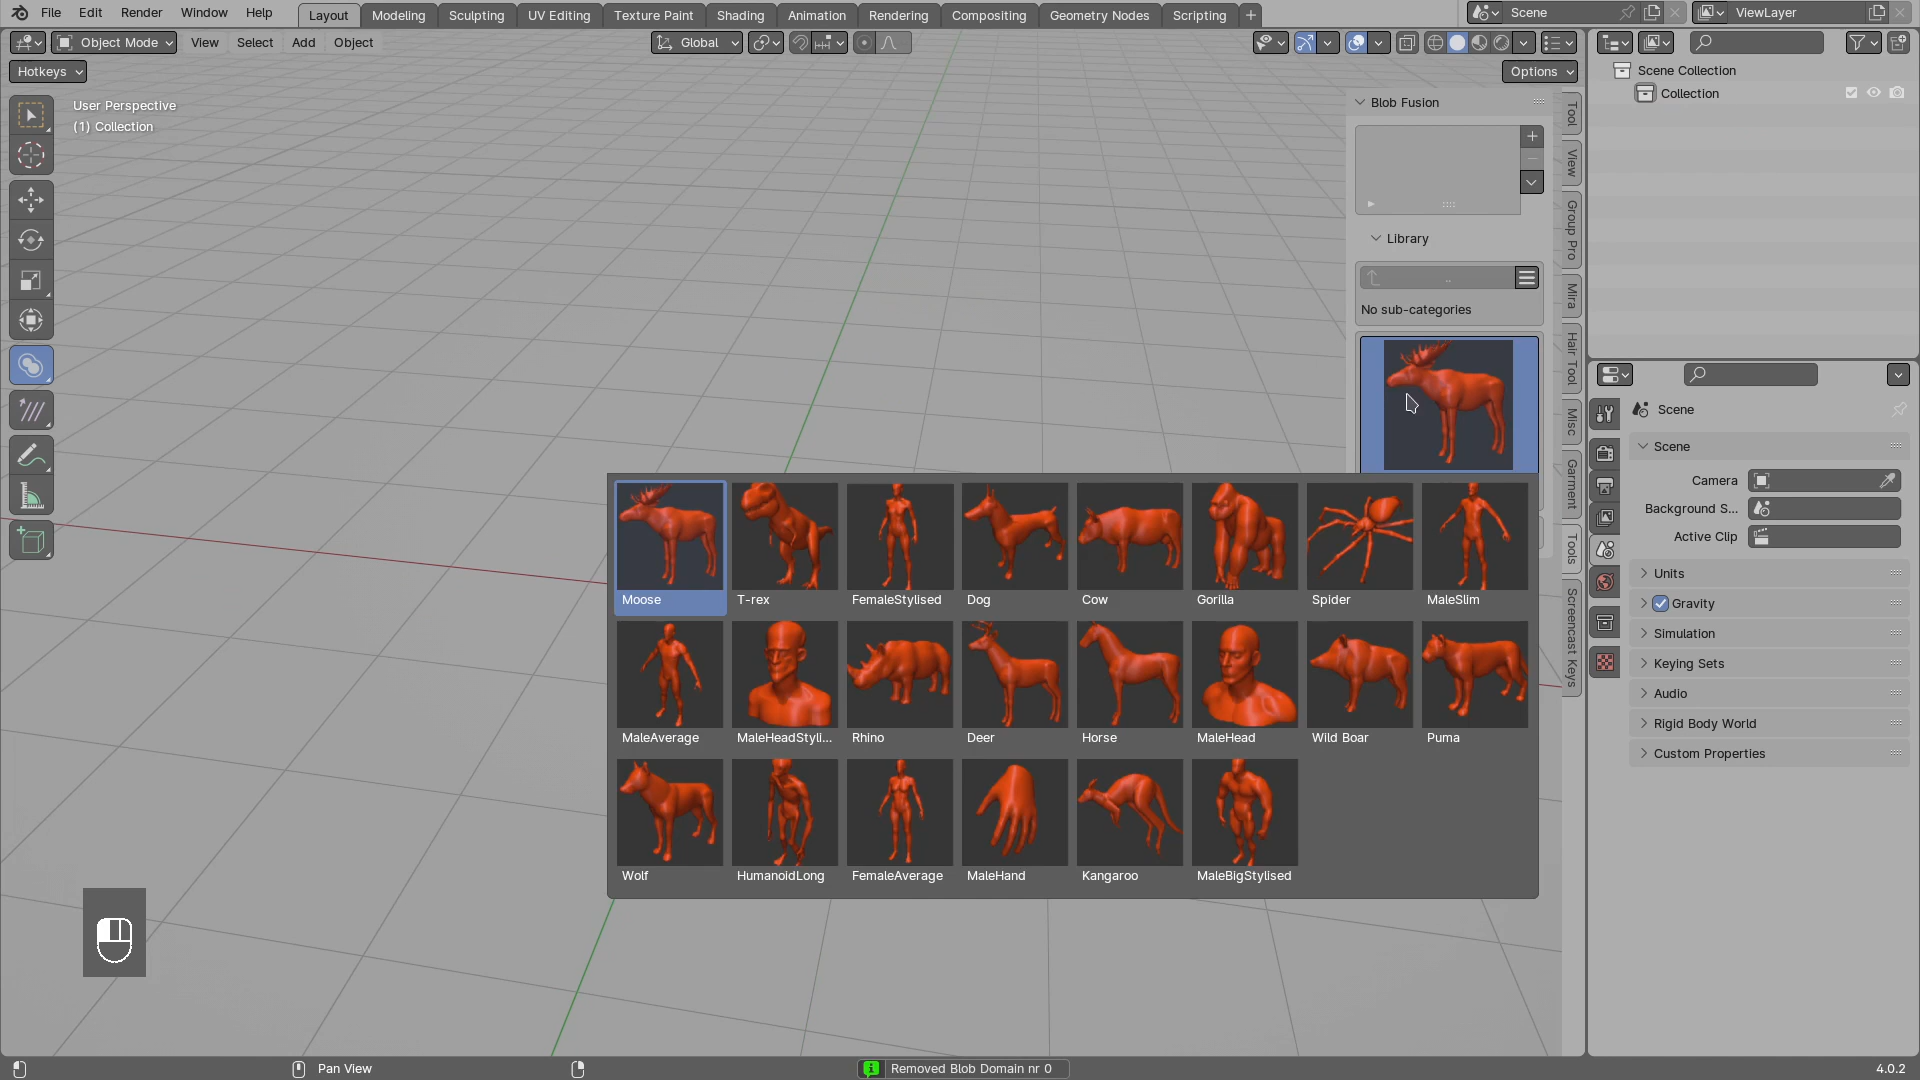 File Edit Render Window Help Layout Modeling Sculpting UV Editing Texture Paint Shading Animation Rendering Compositing Geometry Nodes Scripting + Scene ViewLayer
Object Mode View Select Add Object Global
Hotkeys Options
User Perspective
(1) Collection
Scene Collection
Collection
Blob Fusion
Library
..
No sub-categories
Tool
View
Group Pro
Mira
Hair Tool
Misc
Garment
Tools
Screencast Keys
Moose T-rex FemaleStylised Dog Cow Gorilla Spider MaleSlim
MaleAverage MaleHeadStyli... Rhino Deer Horse MaleHead Wild Boar Puma
Wolf HumanoidLong FemaleAverage MaleHand Kangaroo MaleBigStylised
Scene
Scene
Camera
Background S...
Active Clip
Units
Gravity
Simulation
Keying Sets
Audio
Rigid Body World
Custom Properties
Pan View Removed Blob Domain nr 0 4.0.2